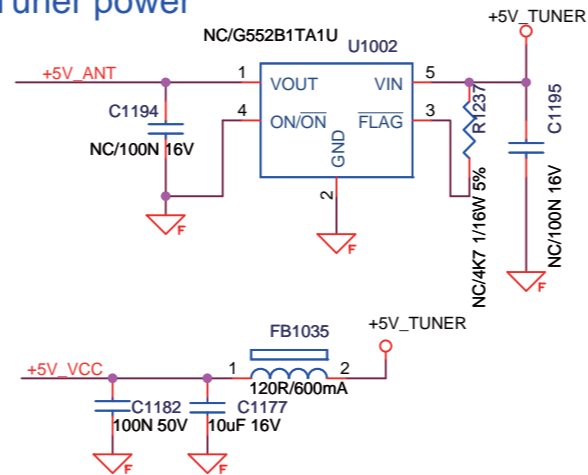 Tuner power
+5V_TUNER
NC/G552B1TA1U
U1002
+5V_ANT
1
VOUT
VIN
5
C1194
4
ON/ON
FLAG
3
R1237
C1195
NC/100N 16V
GND
2
NC/4K7 1/16W 5%
NC/100N 16V
F
F
F
+5V_TUNER
FB1035
+5V_VCC
1
2
120R/600mA
C1182
C1177
100N 50V
10uF 16V
F
F